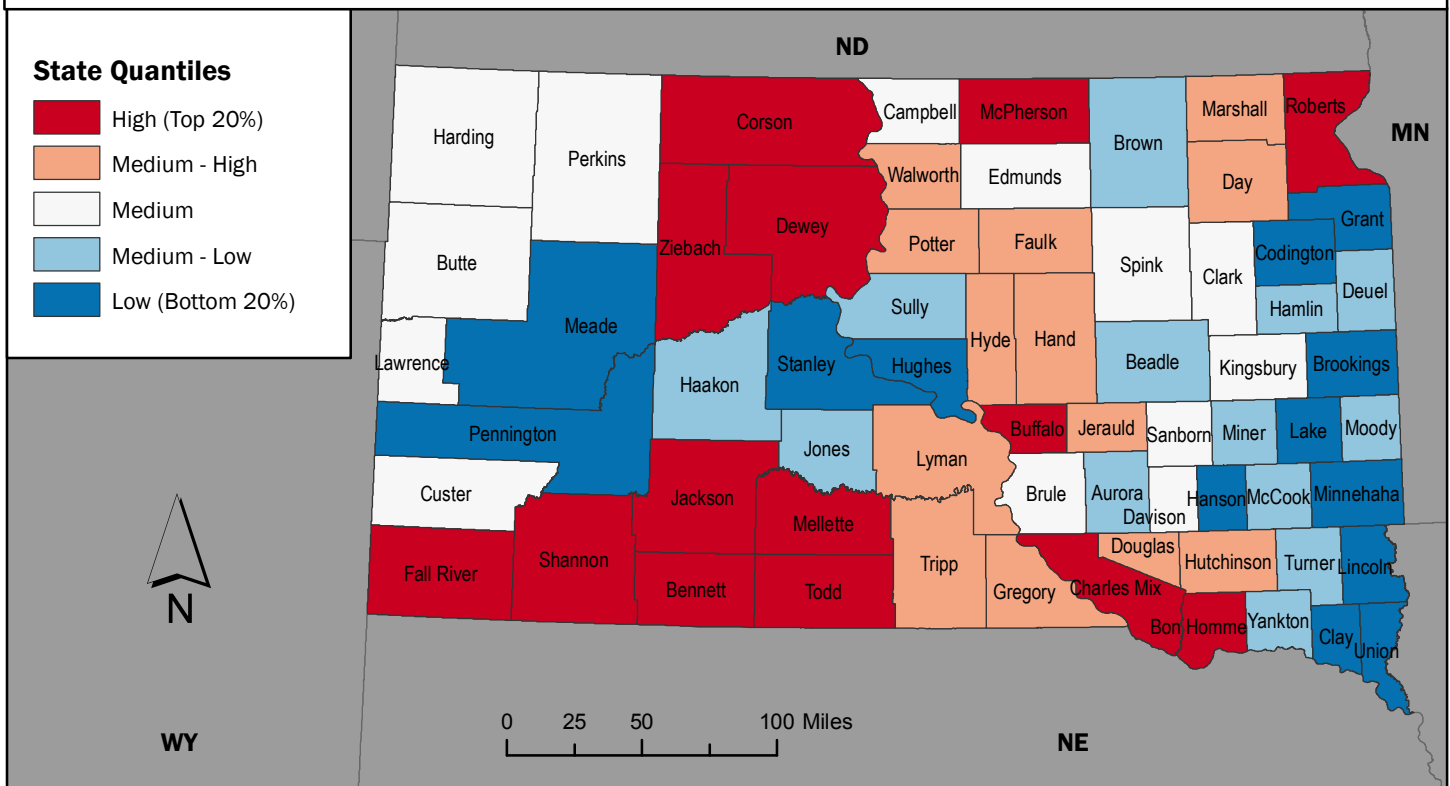 ND
State Quantiles
High (Top 20%)
Medium - High
Medium
Medium - Low
Low (Bottom 20%)
MN
Harding
Perkins
Corson
Campbell
McPherson
Brown
Marshall
Roberts
Walworth
Edmunds
Day
Grant
Butte
Ziebach
Dewey
Potter
Faulk
Spink
Clark
Codington
Deuel
Hamlin
Meade
Sully
Hyde
Hand
Lawrence
Haakon
Stanley
Hughes
Beadle
Kingsbury
Brookings
Pennington
Jones
Lyman
Buffalo
Jerauld
Sanborn
Miner
Lake
Moody
Custer
Jackson
Mellette
Brule
Aurora
Davison
Hanson
McCook
Minnehaha
Fall River
Shannon
Bennett
Todd
Tripp
Gregory
Charles Mix
Douglas
Hutchinson
Turner
Lincoln
Bon Homme
Yankton
Clay
Union
N
0 25 50 100 Miles
WY
NE